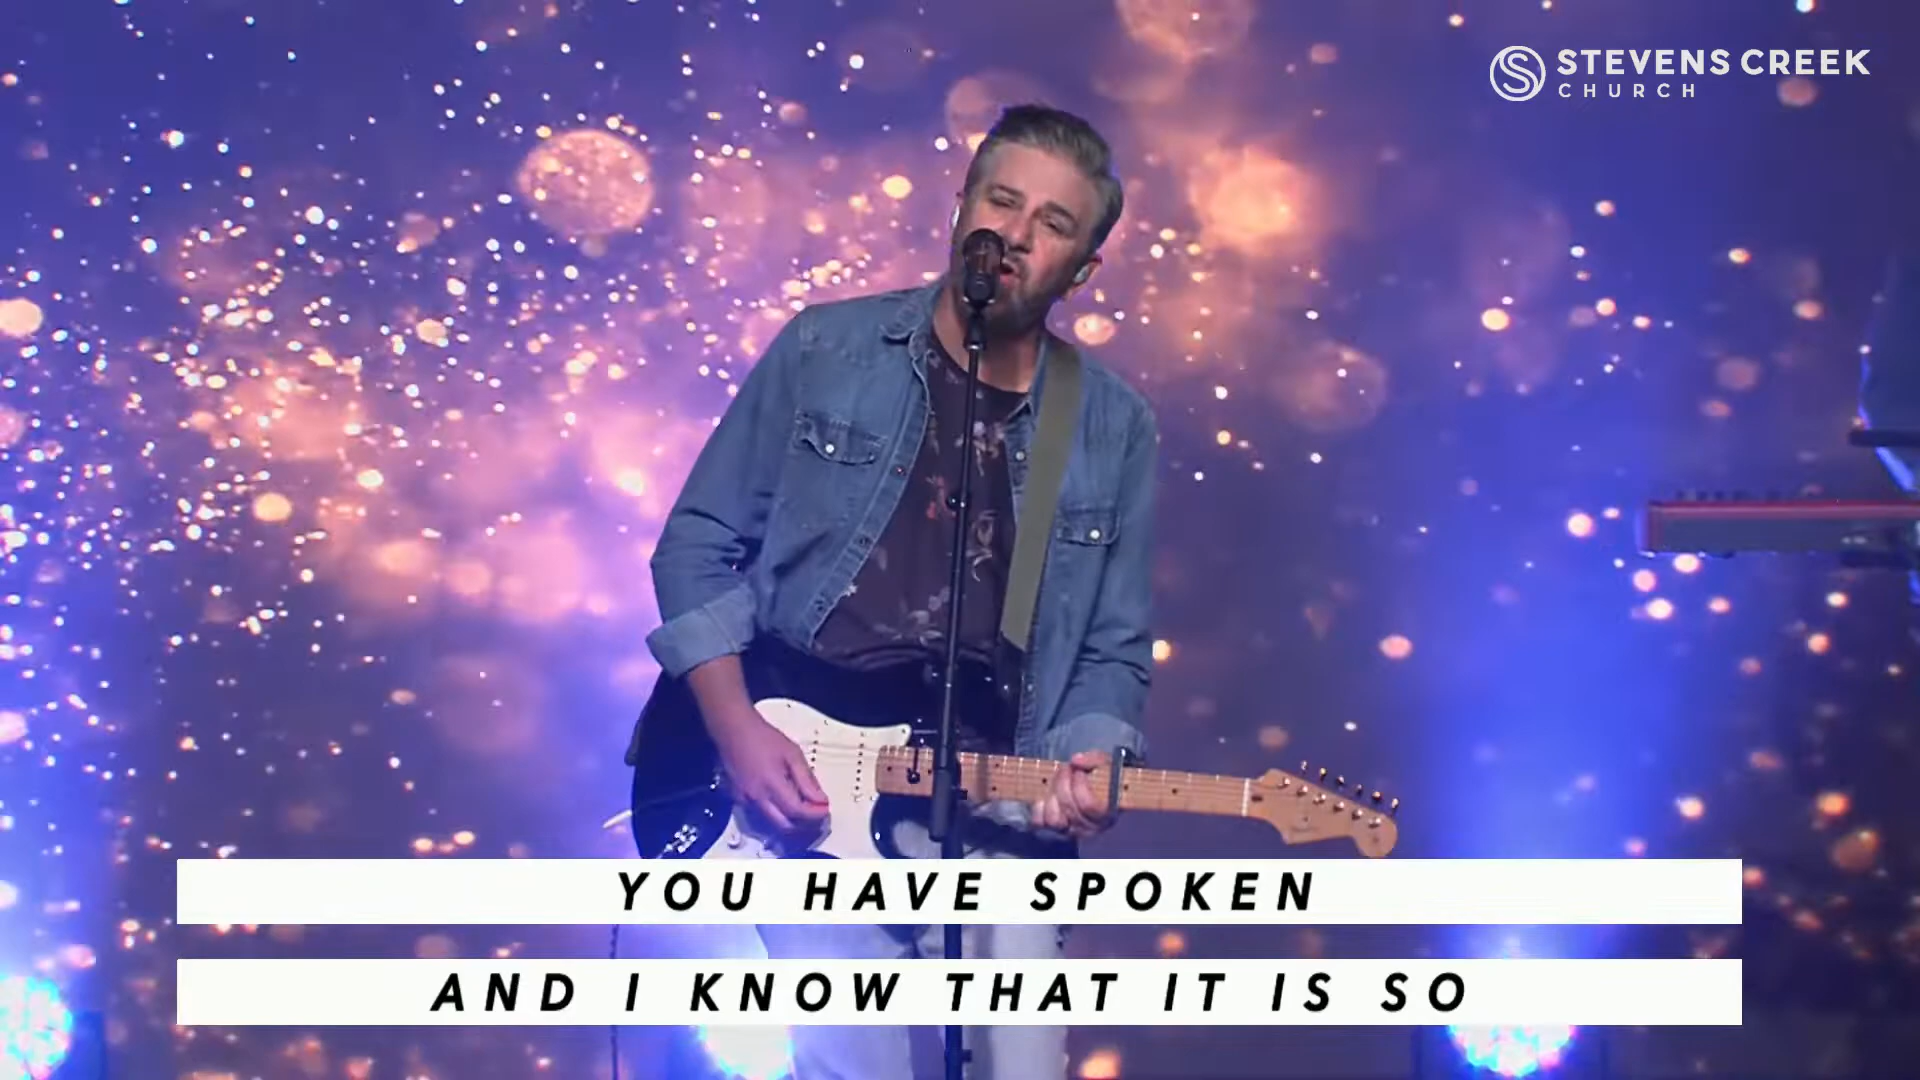 STEVENS CREEK
CHURCH
YOU HAVE SPOKEN
AND I KNOW THAT IT IS SO